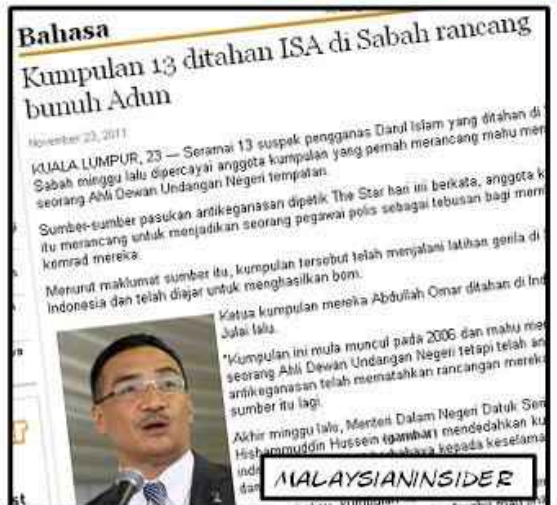 Bahasa
Kumpulan 13 ditahan ISA di Sabah rancang
bunuh Adun
November 23, 2011
KUALA LUMPUR, 23 — Seramai 13 suspek pengganas Darul Islam yang ditahan di
Sabah minggu lalu dipercayai anggota kumpulan yang pernah merancang mahu
seorang Ahli Dewan Undangan Negeri tempatan.
Sumber-sumber pasukan antikeganasan dipetik The Star hari ini berkata, anggota k
itu merancang untuk menjadikan seorang pegawai polis sebagai tebusan bagi
komrad mereka.
Menurut maklumat sumber itu, kumpulan tersebut telah menjalani latihan gerila di
Indonesia dan telah diajar untuk menghasilkan bom.
Ketua kumpulan mereka Abdullah Omar ditahan di Ind
Julai lalu.
"Kumpulan ini mula muncul pada 2006 dan mahu
seorang Ahli Dewan Undangan Negeri tetapi telah
antikeganasan telah mematahkan rancangan
sumber itu lagi.
Akhir minggu lalu, Menteri Dalam Negeri Datuk
Hishammuddin Hussein (gambar) mendedahkan
kepada
MALAYSIANINSIDER
st